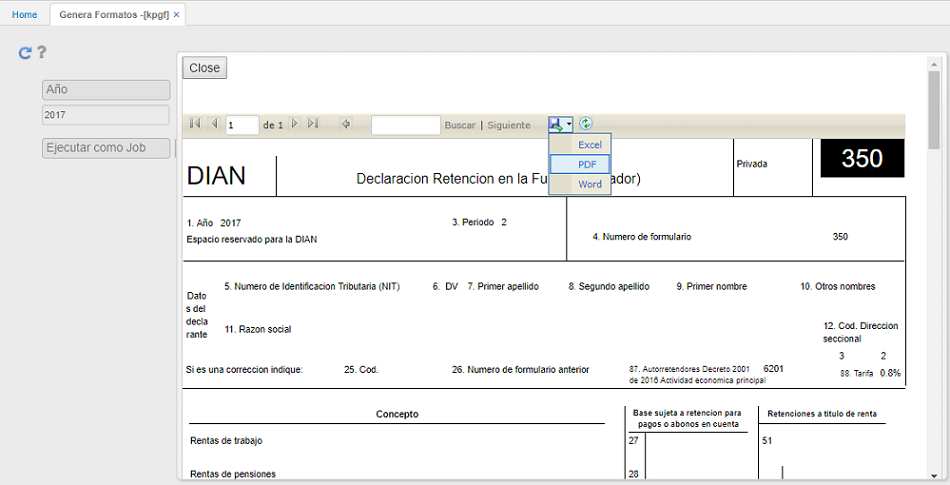 Home
Genera Formatos -[kpgf] ×
?
Close
Año
2017
Ejecutar como Job
1 de 1 Buscar | Siguiente
Excel
PDF
Word
DIAN
Declaracion Retencion en la Fu ador)
Privada
350
1. Año 2017
3. Periodo 2
Espacio reservado para la DIAN
4. Numero de formulario 350
Dato
s del
decla
rante
5. Numero de Identificacion Tributaria (NIT) 6. DV 7. Primer apellido 8. Segundo apellido 9. Primer nombre 10. Otros nombres
11. Razon social
12. Cod. Direccion
seccional
3 2
Si es una correccion indique: 25. Cod. 26. Numero de formulario anterior
87. Autorretendores Decreto 2001 6201
de 2016 Actividad economica principal
88. Tarifa 0.8%
Concepto
Base sujeta a retencion para
pagos o abonos en cuenta
Retenciones a titulo de renta
Rentas de trabajo 27 51
Rentas de pensiones 28